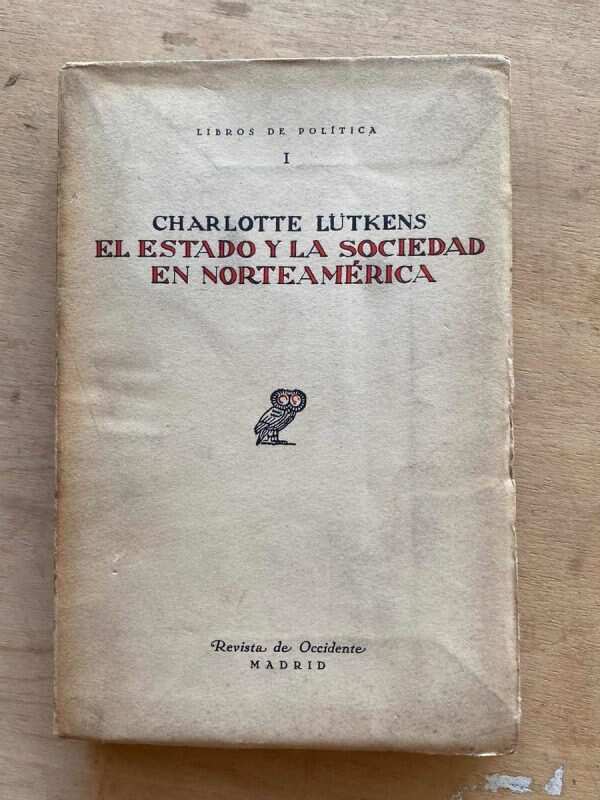 LIBROS DE POLÍTICA
I
CHARLOTTE LÜTKENS
EL ESTADO Y LA SOCIEDAD
EN NORTEAMÉRICA
Revista de Occidente
MADRID